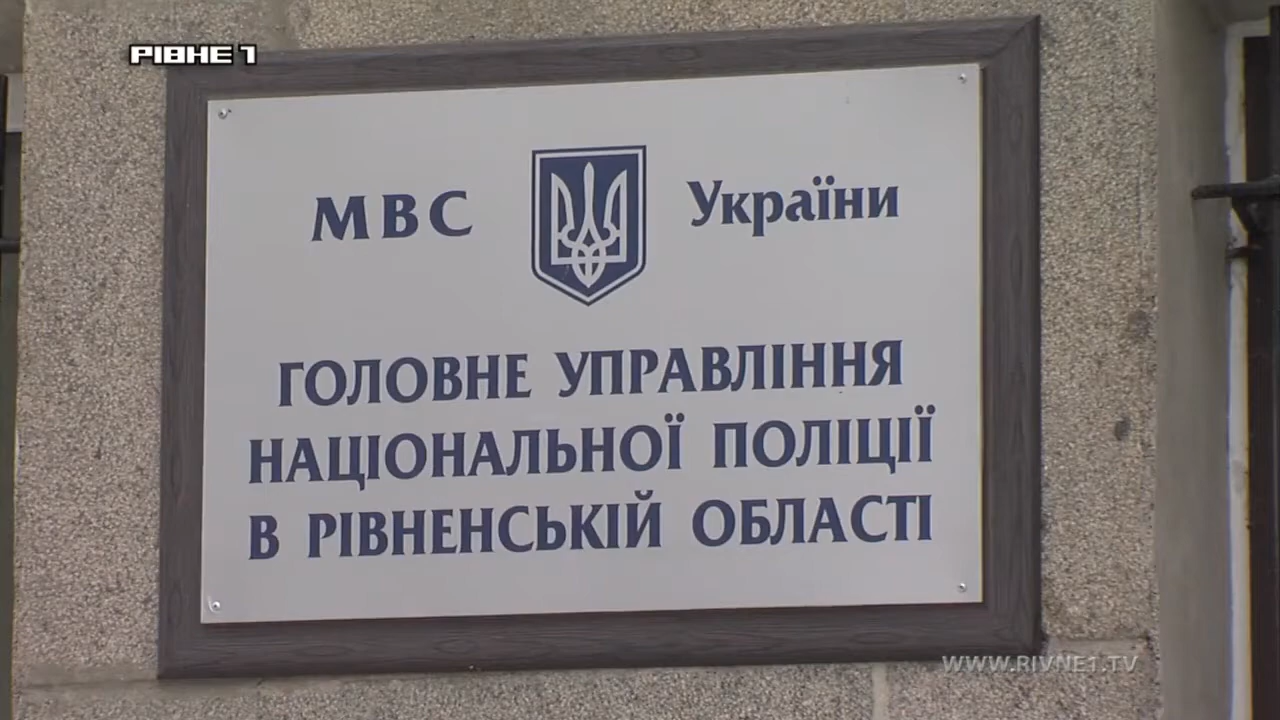 РІВНЕ 1
МВС України
ГОЛОВНЕ УПРАВЛІННЯ
НАЦІОНАЛЬНОЇ ПОЛІЦІЇ
В РІВНЕНСЬКІЙ ОБЛАСТІ
WWW.RIVNE1.TV